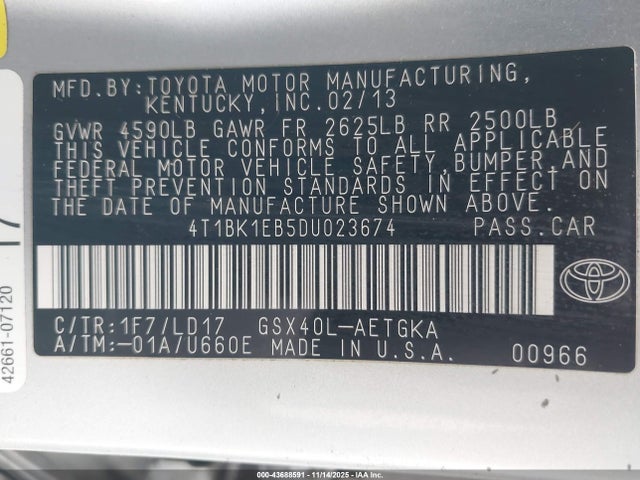 MFD.BY:TOYOTA MOTOR MANUFACTURING,
KENTUCKY,INC.02/13
GVWR 4590LB GAWR FR 2625LB RR 2500LB
THIS VEHICLE CONFORMS TO ALL APPLICABLE
FEDERAL MOTOR VEHICLE SAFETY,BUMPER,AND
THEFT PREVENTION STANDARDS IN EFFECT ON
THE DATE OF MANUFACTURE SHOWN ABOVE.
4T1BK1EB5DU023674 PASS.CAR
C/TR:1F7/LD17 GSX40L-AETGKA
A/TM:-01A/U660E MADE IN U.S.A. 00966
42661-07120
000-43688591 - 11/14/2025 - IAA Inc.